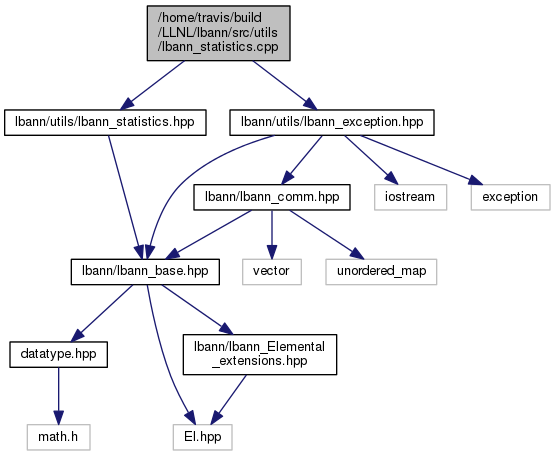 /home/travis/build
/LLNL/lbann/src/utils
/lbann_statistics.cpp
lbann/utils/lbann_statistics.hpp
lbann/utils/lbann_exception.hpp
lbann/lbann_comm.hpp
iostream
exception
lbann/lbann_base.hpp
vector
unordered_map
datatype.hpp
lbann/lbann_Elemental
_extensions.hpp
math.h
El.hpp